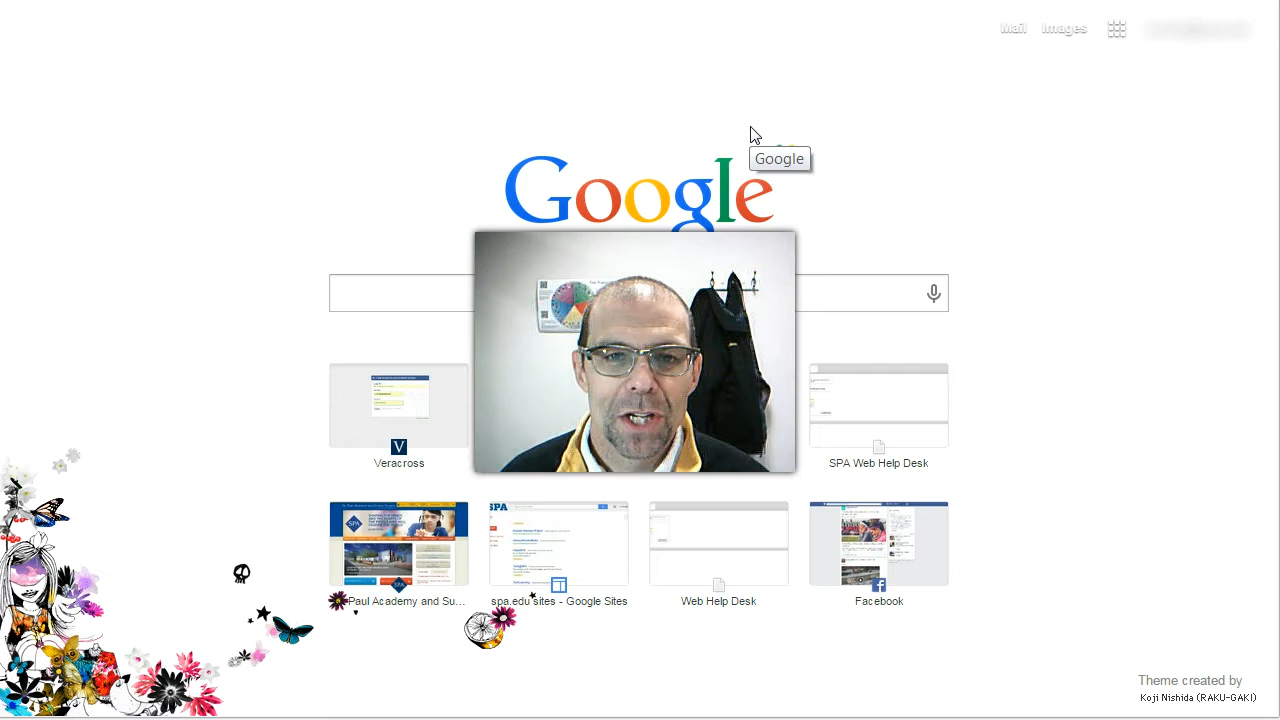 Mail Images
Google
Google
Veracross
SPA Web Help Desk
SPA
Paul Academy and Su...
spa.edu sites - Google Sites
Web Help Desk
Facebook
Theme created by
Koji Nishida (RAKU-GAKI)